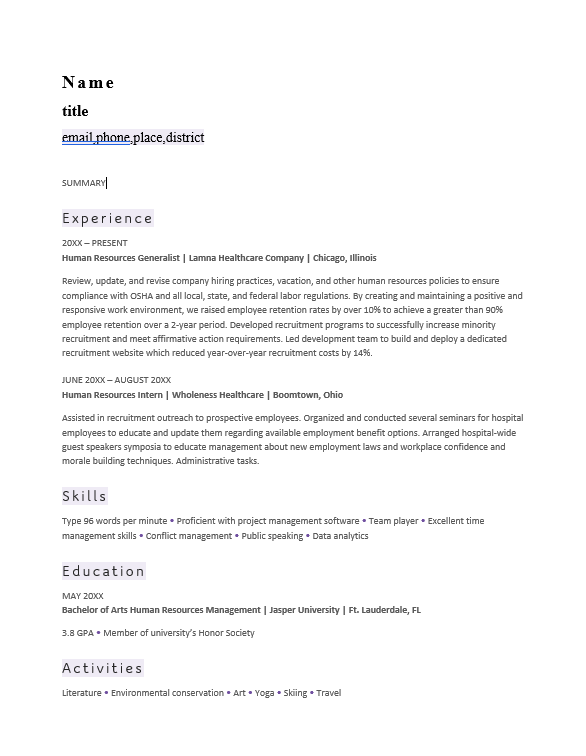 Name
title
email,phone,place,district
SUMMARY
Experience
20XX – PRESENT
Human Resources Generalist | Lamna Healthcare Company | Chicago, Illinois
Review, update, and revise company hiring practices, vacation, and other human resources policies to ensure
compliance with OSHA and all local, state, and federal labor regulations. By creating and maintaining a positive and
responsive work environment, we raised employee retention rates by over 10% to achieve a greater than 90%
employee retention over a 2-year period. Developed recruitment programs to successfully increase minority
recruitment and meet affirmative action requirements. Led development team to build and deploy a dedicated
recruitment website which reduced year-over-year recruitment costs by 14%.
JUNE 20XX – AUGUST 20XX
Human Resources Intern | Wholeness Healthcare | Boomtown, Ohio
Assisted in recruitment outreach to prospective employees. Organized and conducted several seminars for hospital
employees to educate and update them regarding available employment benefit options. Arranged hospital-wide
guest speakers symposia to educate management about new employment laws and workplace confidence and
morale building techniques. Administrative tasks.
Skills
Type 96 words per minute • Proficient with project management software • Team player • Excellent time
management skills • Conflict management • Public speaking • Data analytics
Education
MAY 20XX
Bachelor of Arts Human Resources Management | Jasper University | Ft. Lauderdale, FL
3.8 GPA • Member of university’s Honor Society
Activities
Literature • Environmental conservation • Art • Yoga • Skiing • Travel